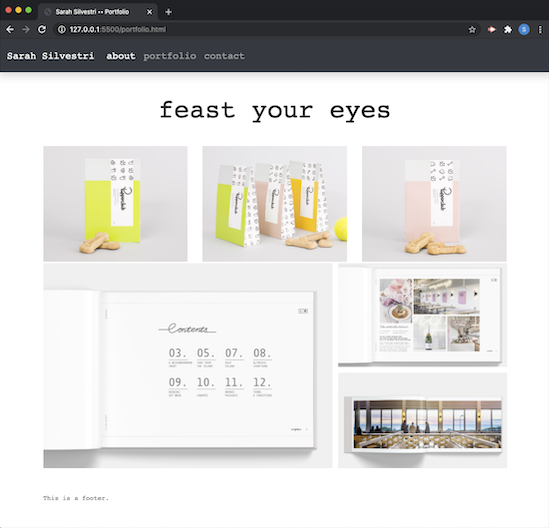 Sarah Silvestri •• Portfolio
127.0.0.1:5500/portfolio.html
S
Sarah Silvestri about portfolio contact
feast your eyes
Contents
03. 05. 07. 08.
09. 10. 11. 12.
This is a footer.